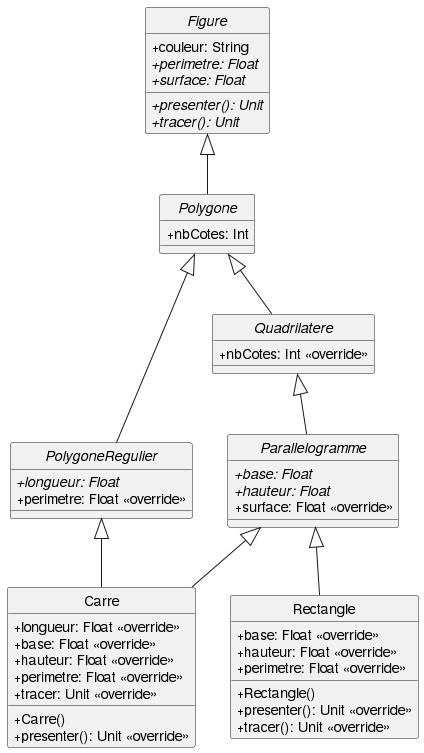 Figure
+couleur: String
+perimetre: Float
+surface: Float
+presenter(): Unit
+tracer(): Unit
Polygone
+nbCotes: Int
Quadrilatere
+nbCotes: Int «override»
PolygoneRegulier
+longueur: Float
+perimetre: Float «override»
Parallelogramme
+base: Float
+hauteur: Float
+surface: Float «override»
Carre
+longueur: Float «override»
+base: Float «override»
+hauteur: Float «override»
+perimetre: Float «override»
+tracer: Unit «override»
+Carre()
+presenter(): Unit «override»
Rectangle
+base: Float «override»
+hauteur: Float «override»
+perimetre: Float «override»
+Rectangle()
+presenter(): Unit «override»
+tracer(): Unit «override»